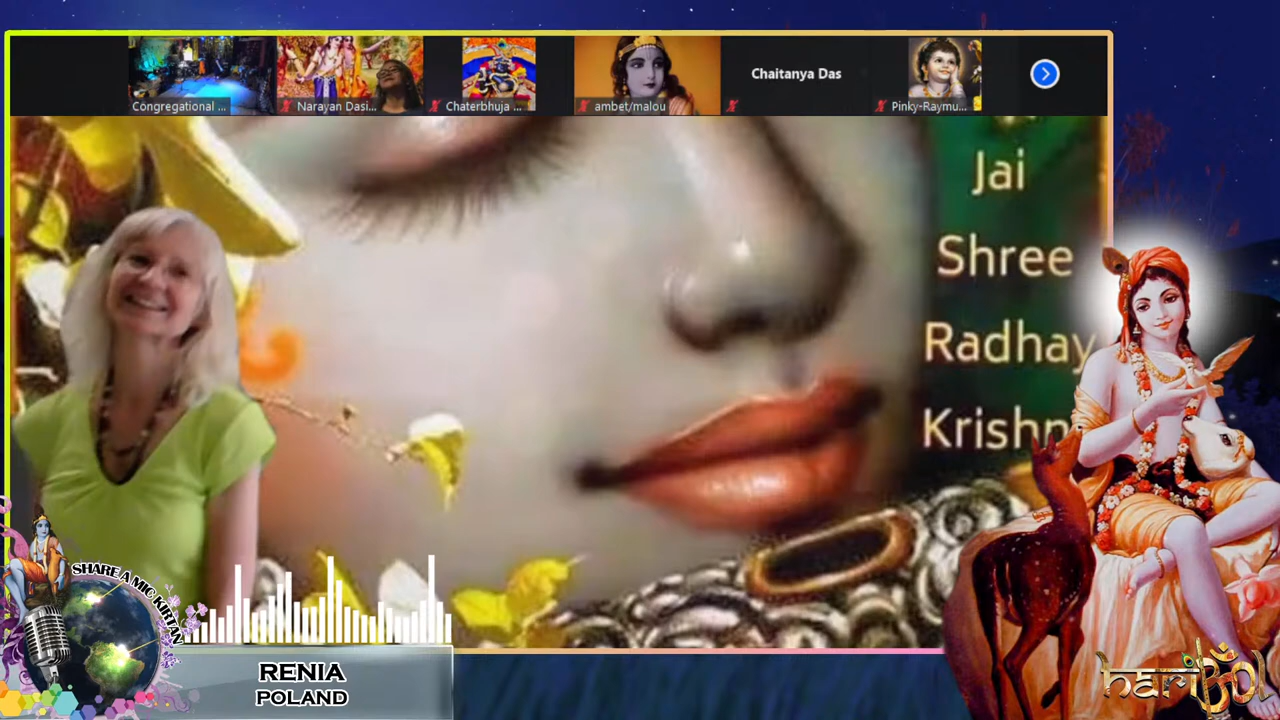 Congregational ...
Narayan Dasi...
Chaterbhuja ...
ambet/malou
Chaitanya Das
Pinky-Raymu...
Jai
Shree
Radhay
Krishn
SHARE A MIC KIRTAN
RENIA
POLAND
hariBOL